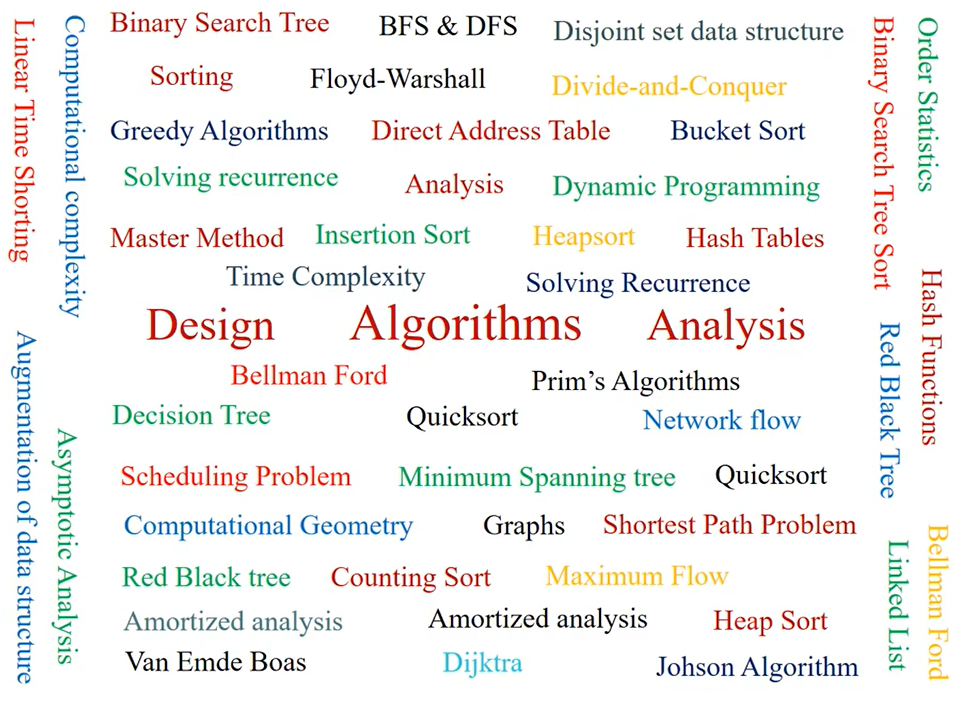 Binary Search Tree
BFS & DFS
Disjoint set data structure
Sorting
Floyd-Warshall
Divide-and-Conquer
Greedy Algorithms
Direct Address Table
Bucket Sort
Solving recurrence
Analysis
Dynamic Programming
Master Method
Insertion Sort
Heapsort
Hash Tables
Time Complexity
Solving Recurrence
Design
Algorithms
Analysis
Bellman Ford
Prim's Algorithms
Decision Tree
Quicksort
Network flow
Scheduling Problem
Minimum Spanning tree
Quicksort
Computational Geometry
Graphs
Shortest Path Problem
Red Black tree
Counting Sort
Maximum Flow
Amortized analysis
Amortized analysis
Heap Sort
Van Emde Boas
Dijktra
Johson Algorithm
Linear Time Shorting
Computational complexity
Augmentation of data structure
Asymptotic Analysis
Binary Search Tree Sort
Order Statistics
Hash Functions
Red Black Tree
Linked List
Bellman Ford